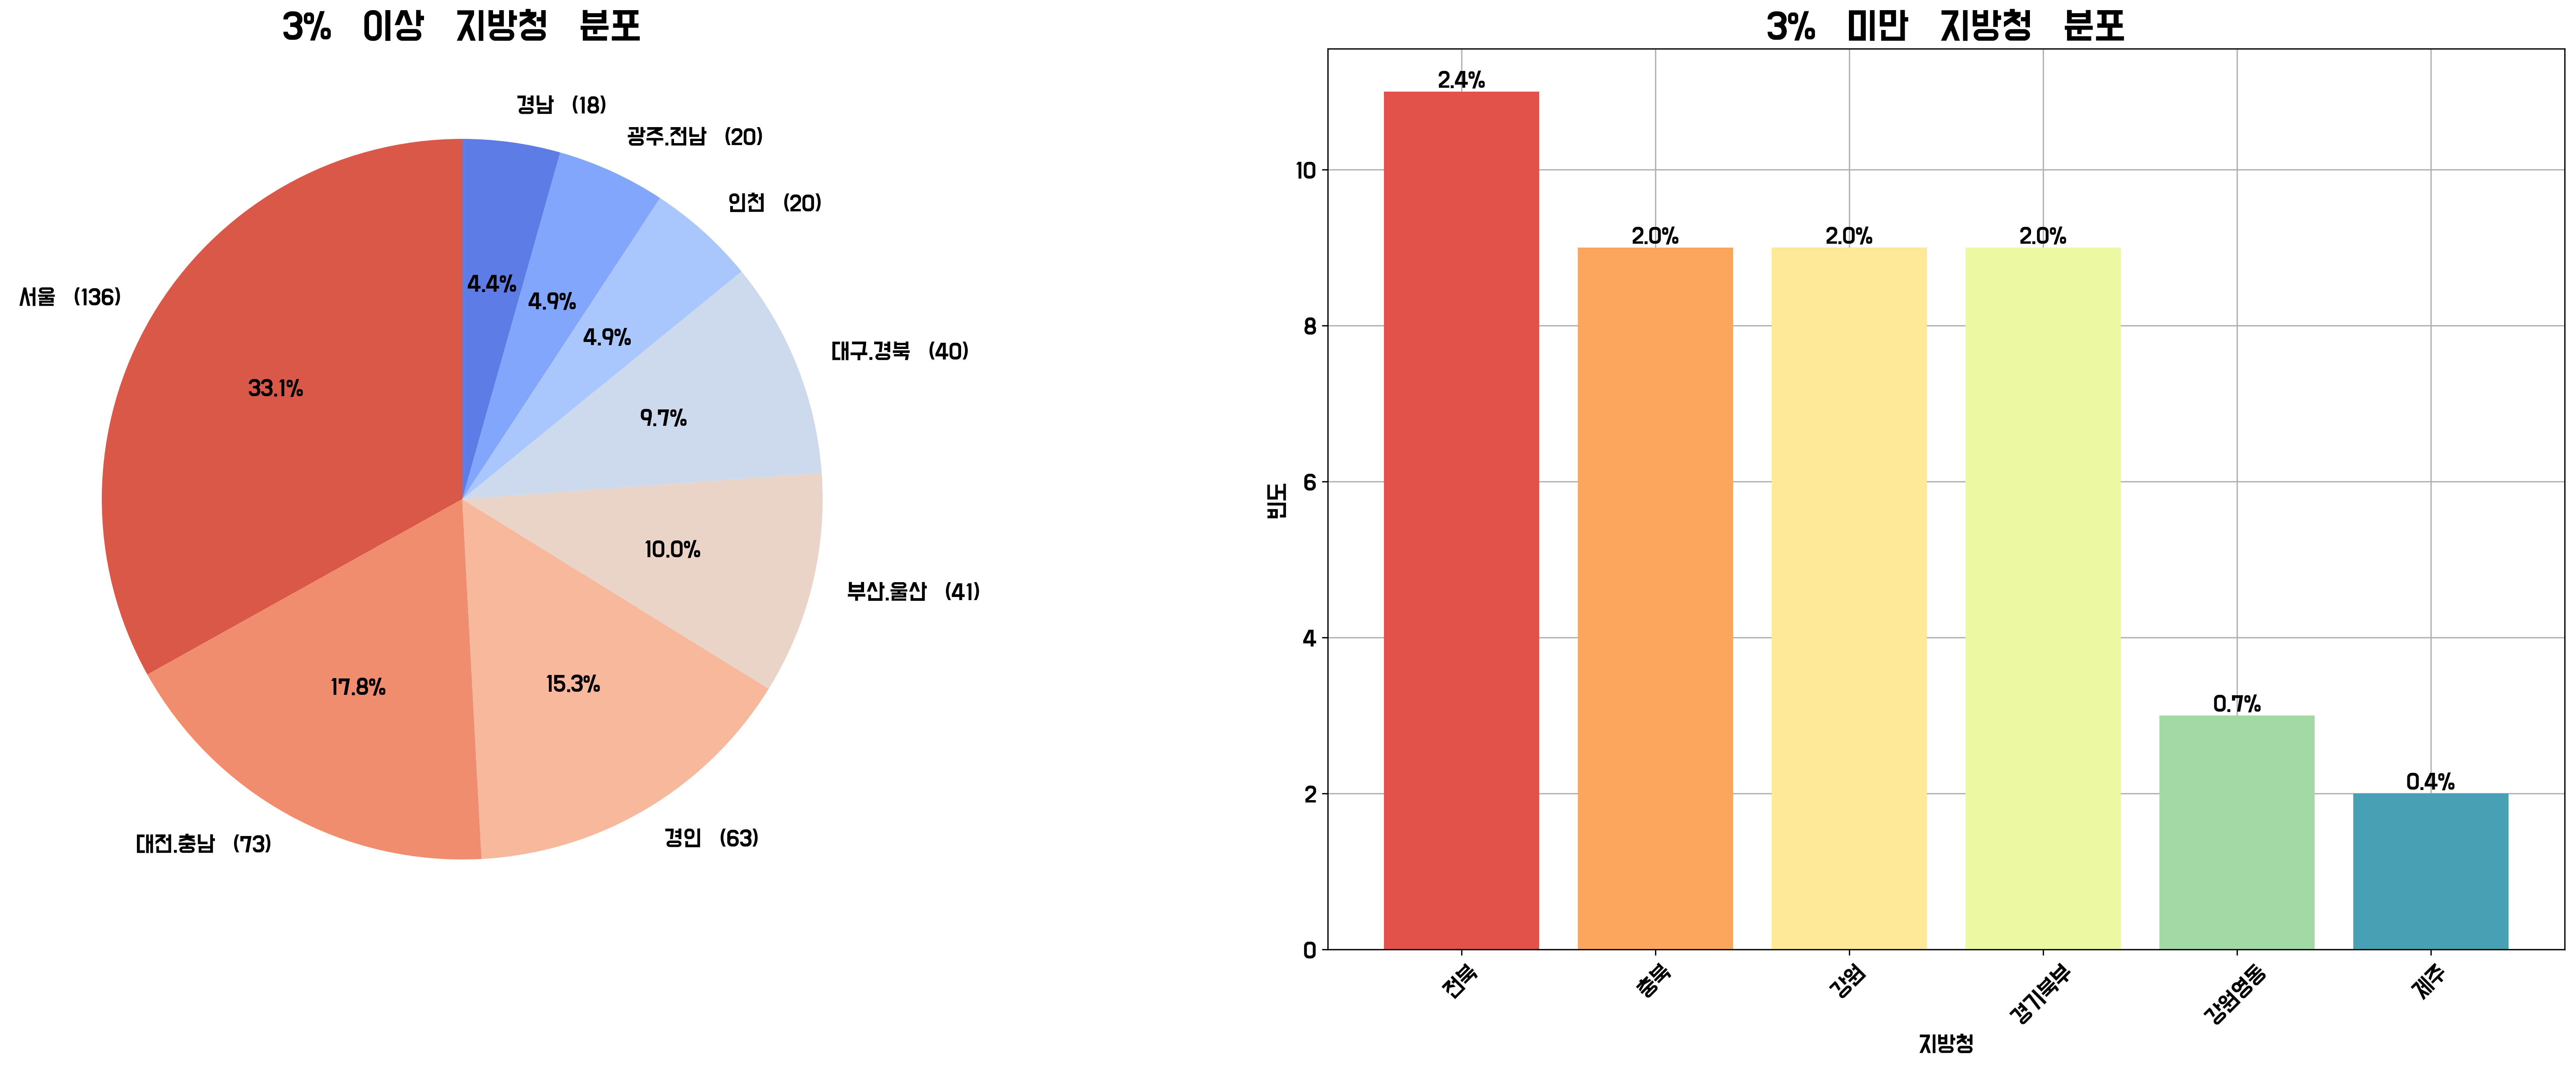 3% 이상 지방청 분포
경남 (18)
광주.전남 (20)
인천 (20)
대구.경북 (40)
부산.울산 (41)
경인 (63)
대전.충남 (73)
서울 (136)
4.4%
4.9%
4.9%
9.7%
10.0%
15.3%
17.8%
33.1%
3% 미만 지방청 분포
빈도
10
8
6
4
2
0
2.4%
2.0%
2.0%
2.0%
0.7%
0.4%
전북
충북
강원
경기북부
강원영동
제주
지방청